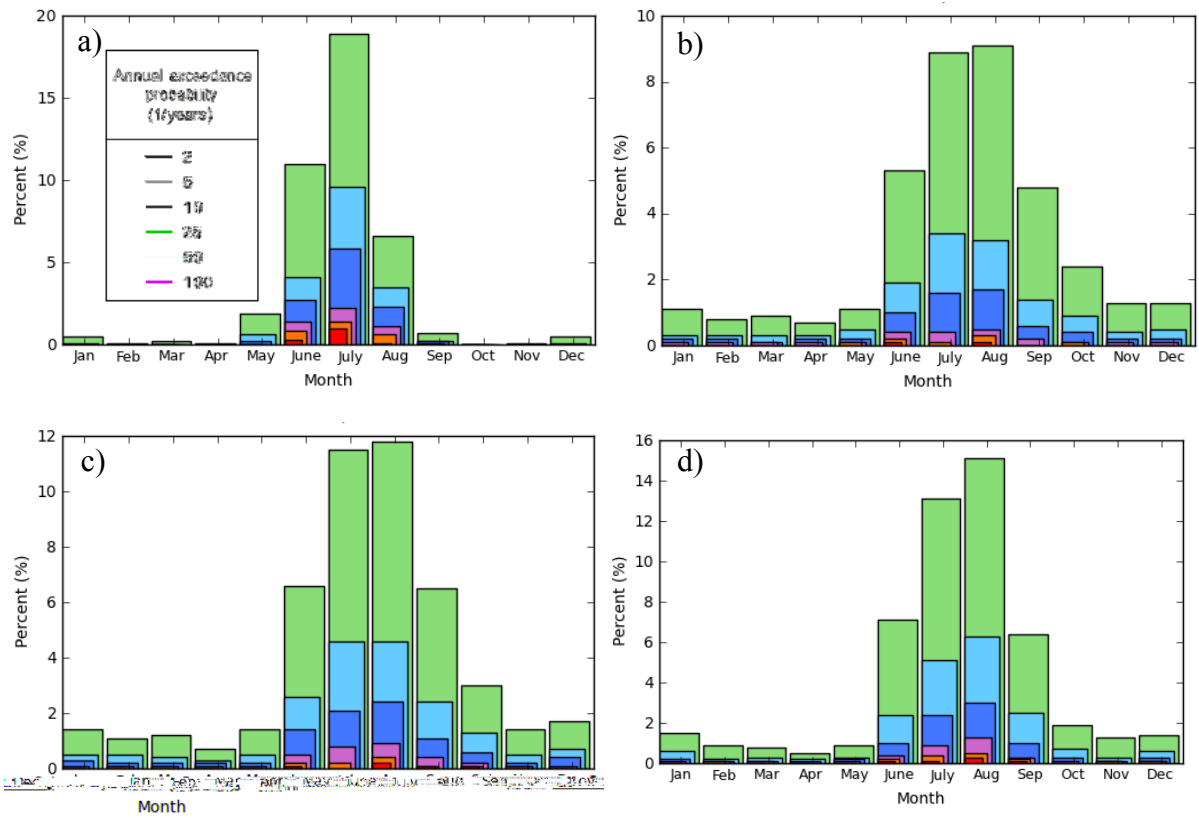 a)
Annual exceedance
probability
(1/years)
2
5
10
25
50
100
20
15
10
5
0
Percent (%)
Jan Feb Mar Apr May June July Aug Sep Oct Nov Dec
Month
b)
10
8
6
4
2
0
Percent (%)
Jan Feb Mar Apr May June July Aug Sep Oct Nov Dec
Month
c)
12
10
8
6
4
2
0
Percent (%)
Month
d)
16
14
12
10
8
6
4
2
0
Percent (%)
Jan Feb Mar Apr May June July Aug Sep Oct Nov Dec
Month